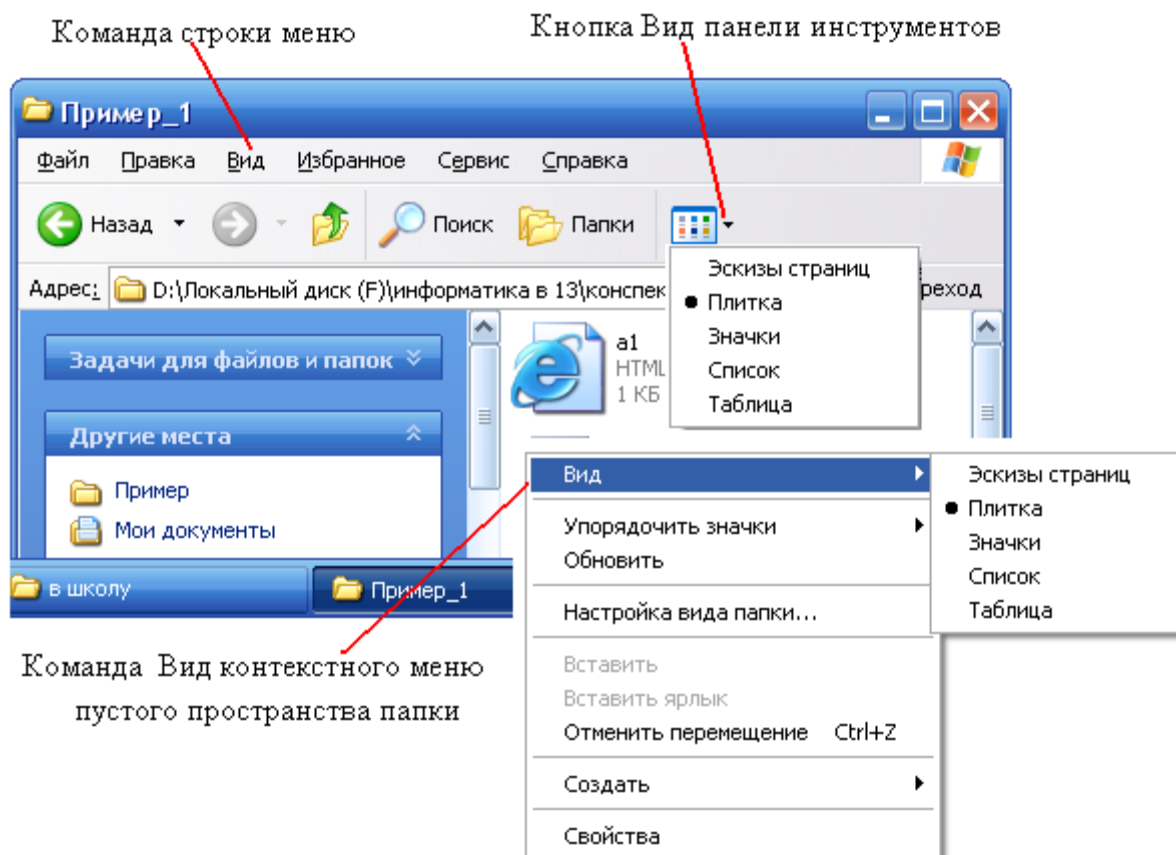 Команда строки меню
Кнопка Вид панели инструментов
Пример_1
Файл Правка Вид Избранное Сервис Справка
Назад Поиск Папки
Эскизы страниц
Плитка
Значки
Список
Таблица
Адрес: D:\Локальный диск (F)\информатика в 13\конспек реход
Задачи для файлов и папок
a1
HTML
1 КБ
Другие места
Пример
Мои документы
в школу
Пример_1
Вид
Упорядочить значки
Обновить
Настройка вида папки...
Вставить
Вставить ярлык
Отменить перемещение Ctrl+Z
Создать
Свойства
Эскизы страниц
Плитка
Значки
Список
Таблица
Команда Вид контекстного меню
пустого пространства папки